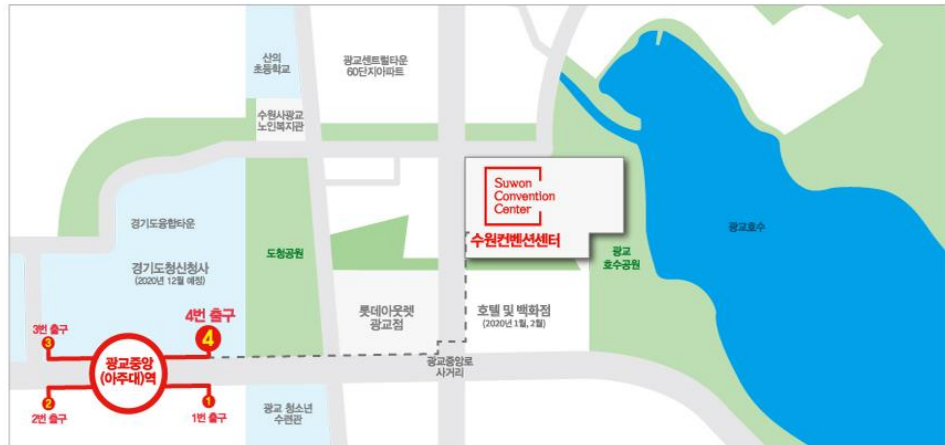 산의
초등학교
광교센트럴타운
60단지아파트
수원시광교
노인복지관
Suwon
Convention
Center
수원컨벤션센터
경기도융합타운
경기도청신청사
(2020년 12월 예정)
도청공원
광교
호수공원
광교호수
4번 출구
4
롯데아울렛
광교점
호텔 및 백화점
(2020년 1월, 2월)
3번 출구
3
광교중앙
(아주대)역
광교중앙로
사거리
2
2번 출구
1
1번 출구
광교 청소년
수련관